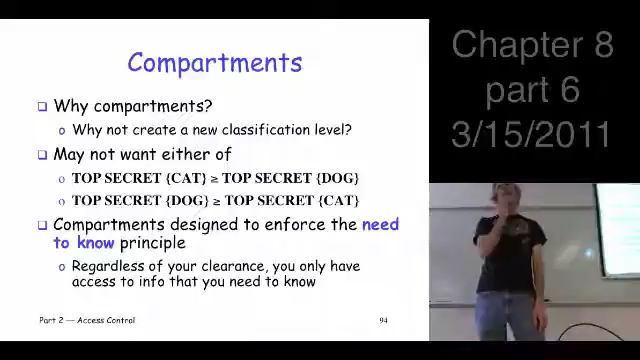 Compartments
Why compartments?
Why not create a new classification level?
May not want either of
TOP SECRET {CAT} ≥ TOP SECRET {DOG}
TOP SECRET {DOG} ≥ TOP SECRET {CAT}
Compartments designed to enforce the need
to know principle
Regardless of your clearance, you only have
access to info that you need to know
Part 2 — Access Control
94
Chapter 8
part 6
3/15/2011